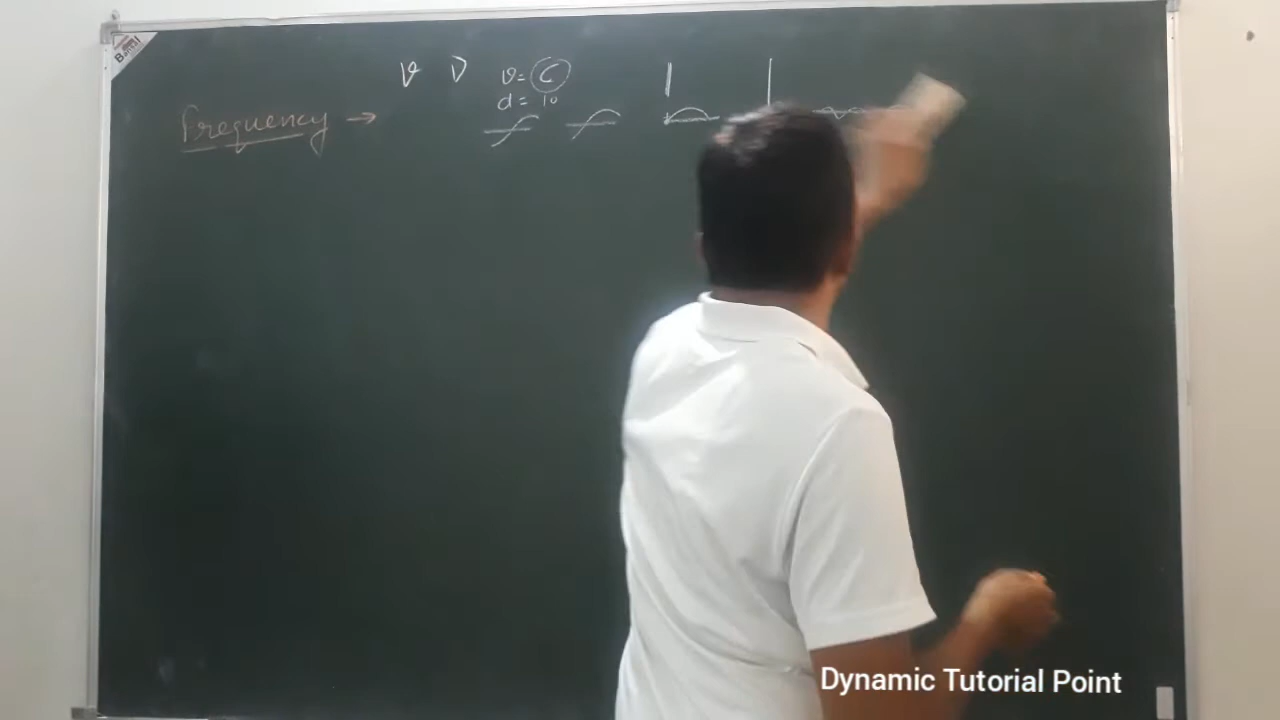 ν ν υ = C
d = 10
Frequency →
Dynamic Tutorial Point